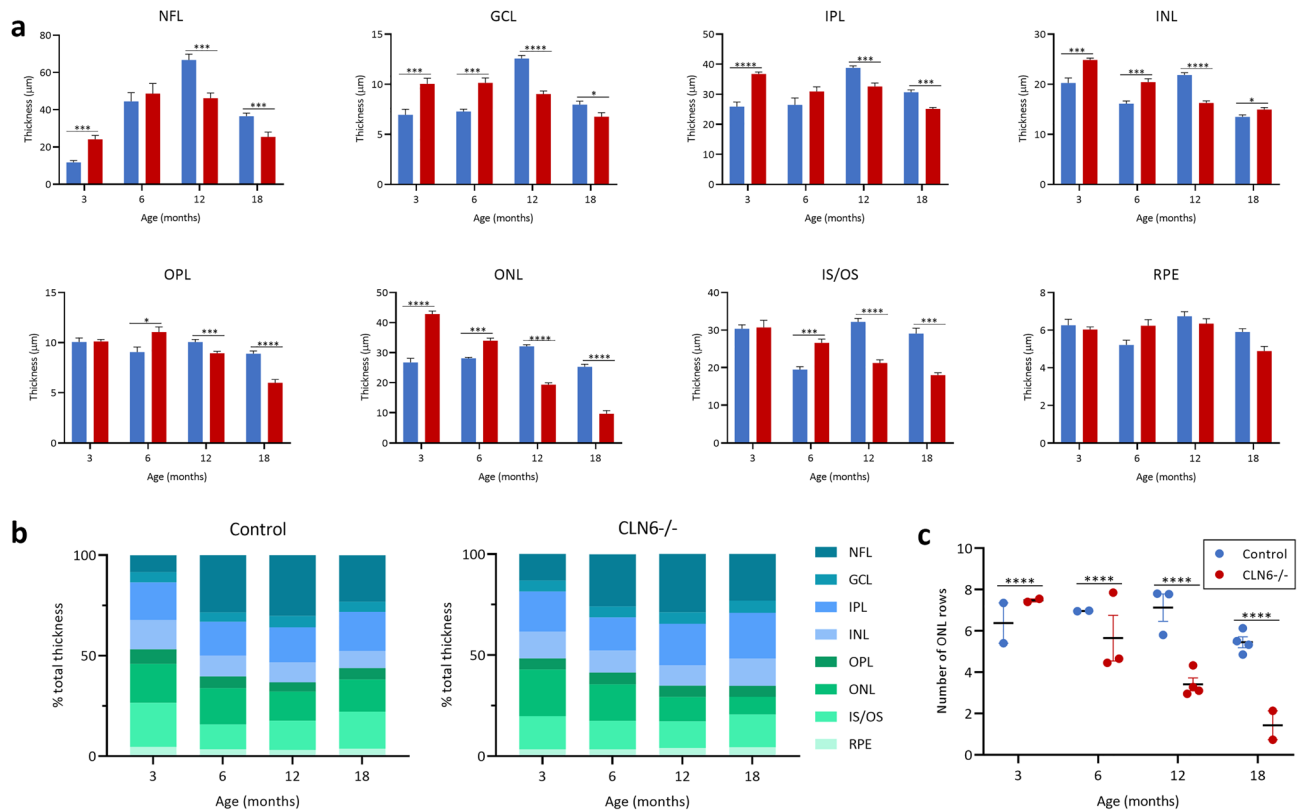 a
NFL
Thickness (µm)
80
60
40
20
0
***
***
***
3 6 12 18
Age (months)
GCL
Thickness (µm)
15
10
5
0
***
***
****
*
3 6 12 18
Age (months)
IPL
Thickness (µm)
50
40
30
20
10
0
****
***
***
3 6 12 18
Age (months)
INL
Thickness (µm)
30
20
10
0
***
***
****
*
3 6 12 18
Age (months)
OPL
Thickness (µm)
15
10
5
0
*
***
****
3 6 12 18
Age (months)
ONL
Thickness (µm)
50
40
30
20
10
0
****
***
****
****
3 6 12 18
Age (months)
IS/OS
Thickness (µm)
40
30
20
10
0
***
****
***
3 6 12 18
Age (months)
RPE
Thickness (µm)
8
6
4
2
0
3 6 12 18
Age (months)
b
Control
% total thickness
100
50
0
3 6 12 18
Age (months)
CLN6-/-
% total thickness
100
50
0
3 6 12 18
Age (months)
NFL
GCL
IPL
INL
OPL
ONL
IS/OS
RPE
c
Number of ONL rows
10
8
6
4
2
0
****
****
****
****
Control
CLN6-/-
3 6 12 18
Age (months)